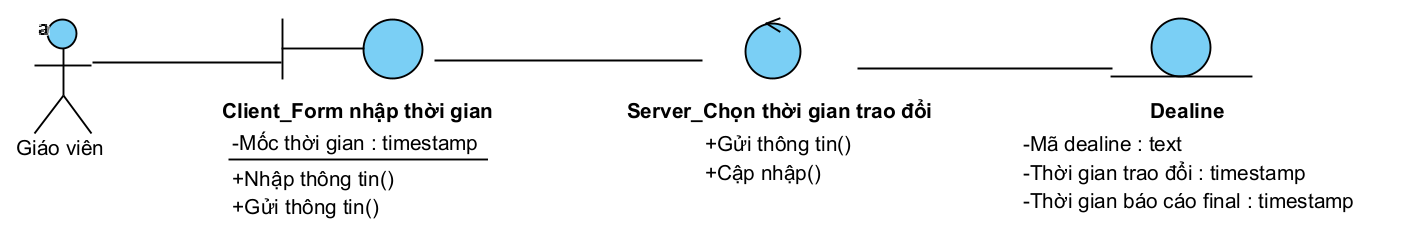 a
Giáo viên
Client_Form nhập thời gian
-Mốc thời gian : timestamp
+Nhập thông tin()
+Gửi thông tin()
Server_Chọn thời gian trao đổi
+Gửi thông tin()
+Cập nhập()
Dealine
-Mã dealine : text
-Thời gian trao đổi : timestamp
-Thời gian báo cáo final : timestamp